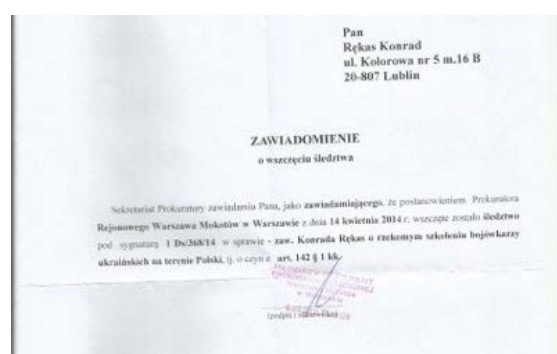 Pan
Rękas Konrad
ul. Kolorowa nr 5 m.16 B
20-807 Lublin
ZAWIADOMIENIE
o wszczęciu śledztwa
Sekretariat Prokuratury zawiadamia Pana, jako zawiadamiającego, że postanowieniem Prokuratora
Rejonowego Warszawa Mokotów w Warszawie z dnia 14 kwietnia 2014 r. wszczęte zostało śledztwo
pod sygnaturą 1 Ds/368/14 w sprawie - zaw. Konrada Rękas o rzekomym szkoleniu bojówkarzy
ukraińskich na terenie Polski, tj. o czyn z art. 142 § 1 kk.
(podpis i